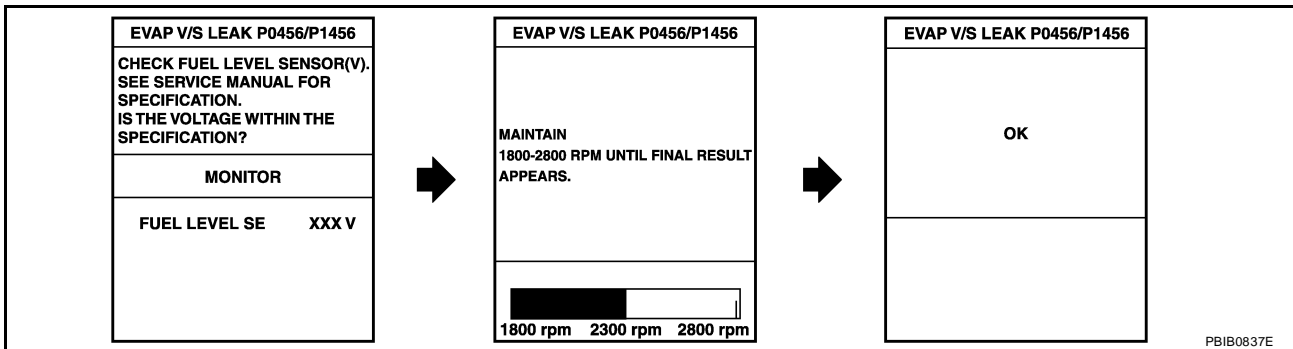 EVAP V/S LEAK P0456/P1456
CHECK FUEL LEVEL SENSOR(V).
SEE SERVICE MANUAL FOR
SPECIFICATION.
IS THE VOLTAGE WITHIN THE
SPECIFICATION?
MONITOR
FUEL LEVEL SE XXX V
EVAP V/S LEAK P0456/P1456
MAINTAIN
1800-2800 RPM UNTIL FINAL RESULT
APPEARS.
1800 rpm 2300 rpm 2800 rpm
EVAP V/S LEAK P0456/P1456
OK
PBIB0837E